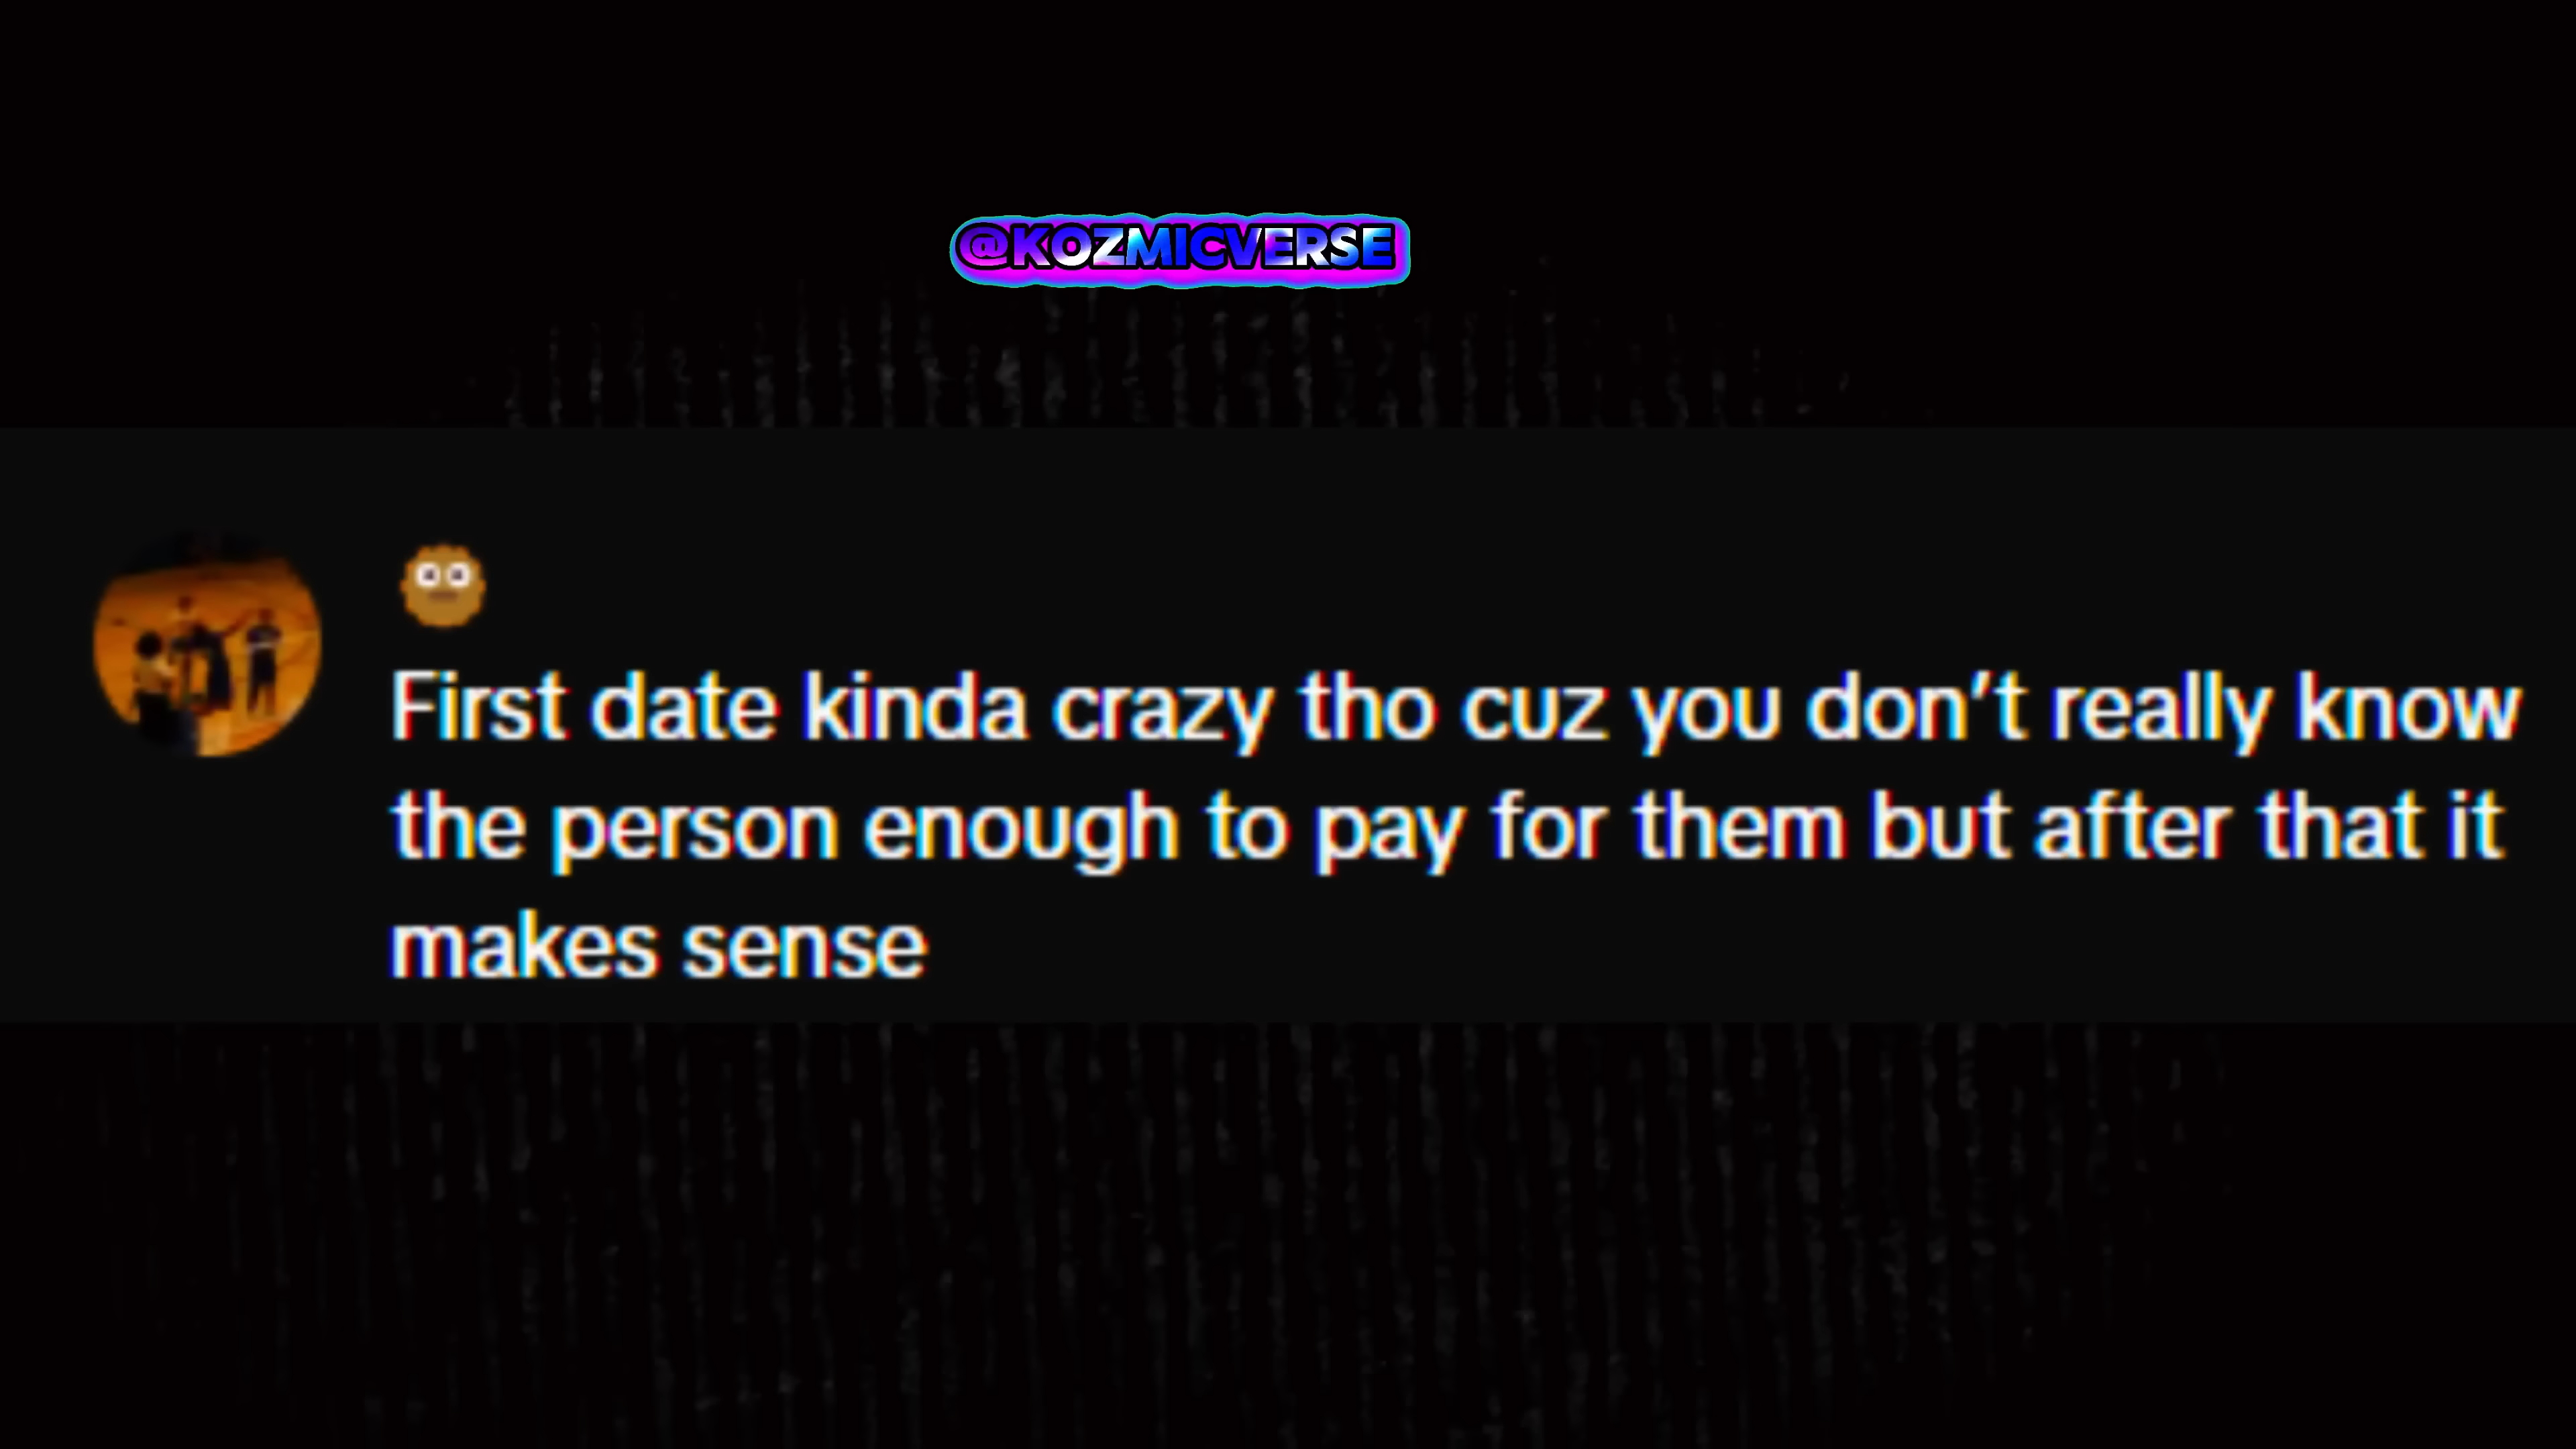 @KOZMICVERSE
First date kinda crazy tho cuz you don’t really know
the person enough to pay for them but after that it
makes sense